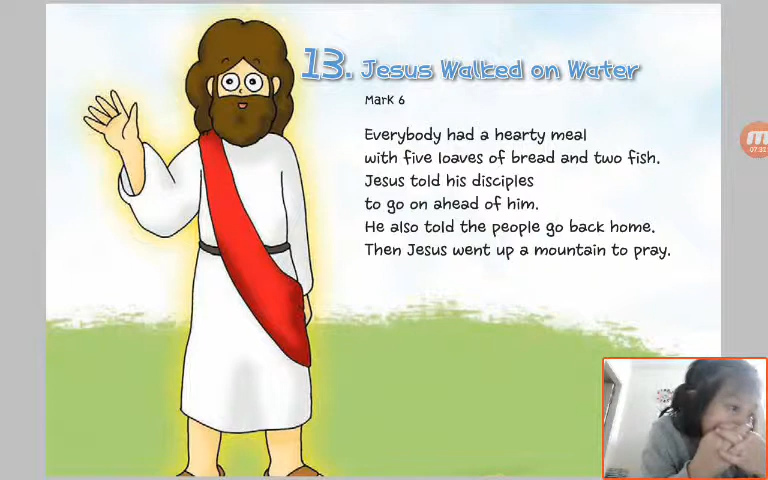 13. Jesus Walked on Water
Mark 6
Everybody had a hearty meal
with five loaves of bread and two fish.
Jesus told his disciples
to go on ahead of him.
He also told the people go back home.
Then Jesus went up a mountain to pray.